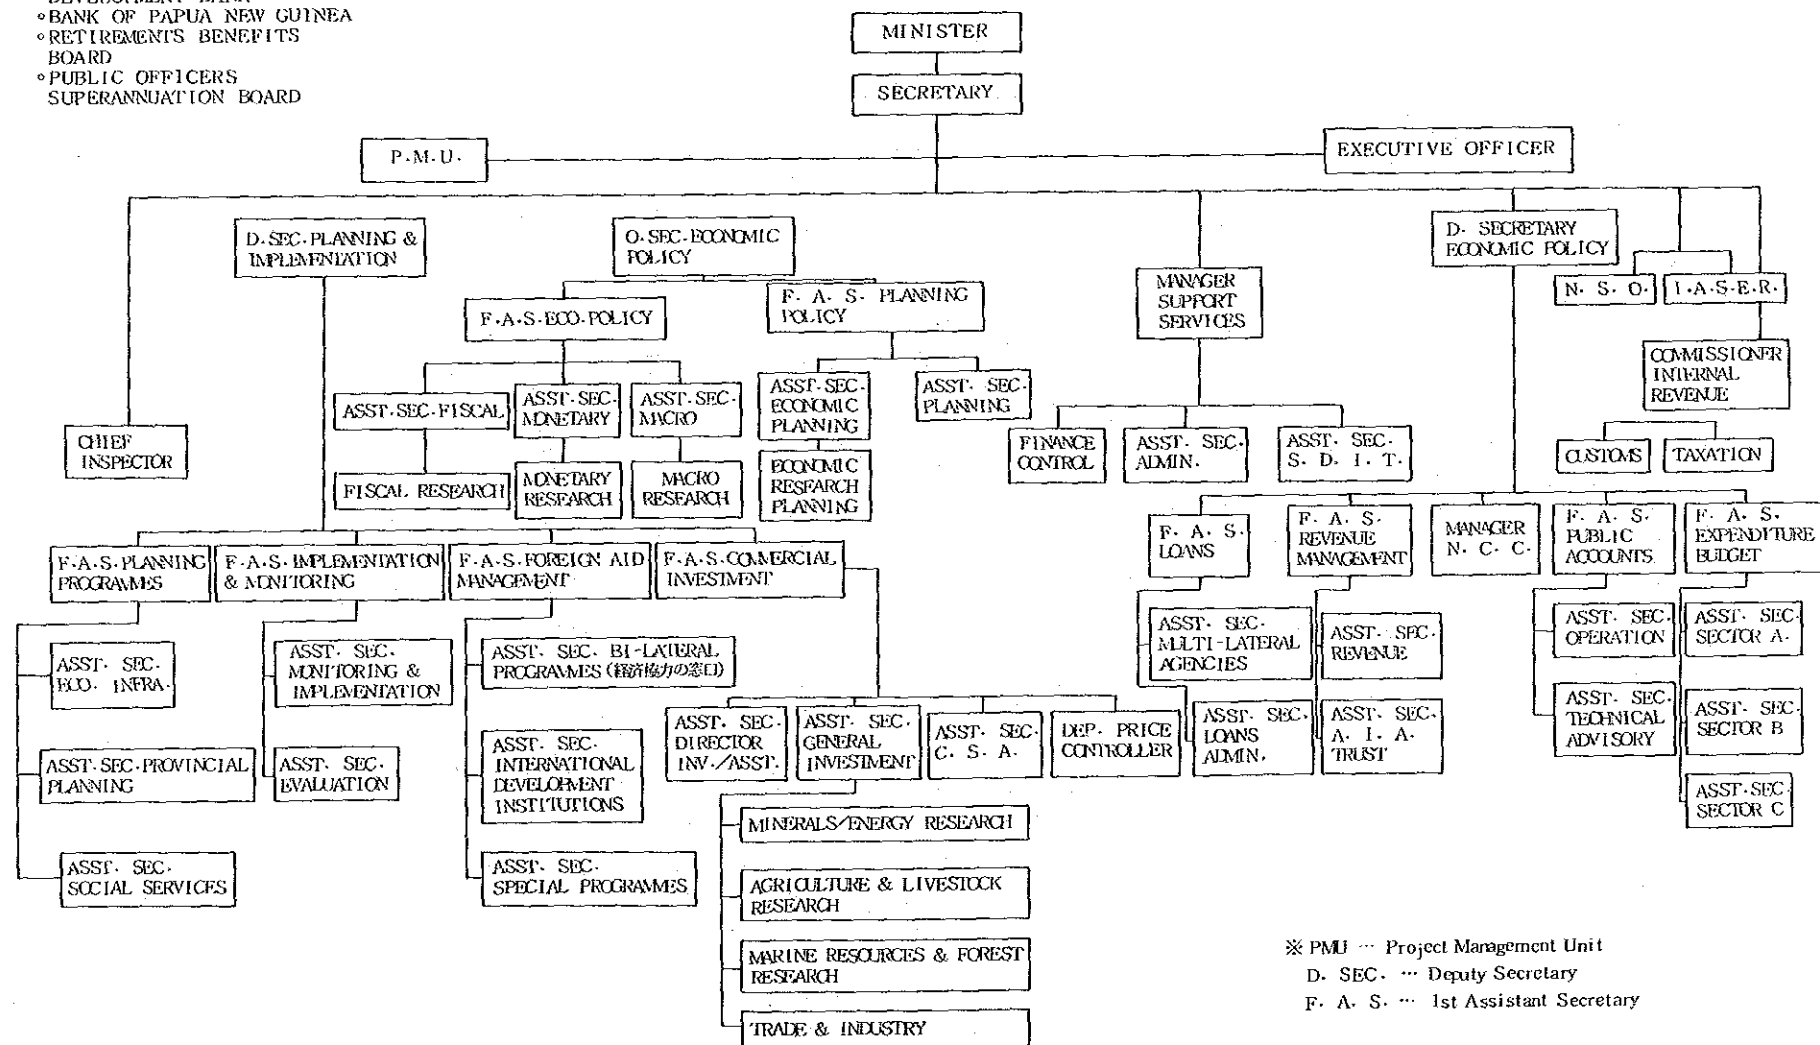 ◦BANK OF PAPUA NEW GUINEA
◦RETIREMENTS BENEFITS
BOARD
◦PUBLIC OFFICERS
SUPERANNUATION BOARD
MINISTER
SECRETARY
P.M.U.
EXECUTIVE OFFICER
D.SEC.PLANNING &
IMPLEMENTATION
O.SEC.ECONOMIC
POLICY
MANAGER
SUPPORT
SERVICES
D. SECRETARY
ECONOMIC POLICY
N. S. O.
I.A.S.E.R.
F.A.S.ECO.POLICY
F. A. S. PLANNING
POLICY
COMMISSIONER
INTERNAL
REVENUE
CUSTOMS
TAXATION
CHIEF
INSPECTOR
ASST.SEC.FISCAL
ASST.SEC.
MONETARY
ASST.SEC.
MACRO
ASST.SEC.
ECONOMIC
PLANNING
ASST. SEC.
PLANNING
FISCAL RESEARCH
MONETARY
RESEARCH
MACRO
RESEARCH
ECONOMIC
RESEARCH
PLANNING
FINANCE
CONTROL
ASST. SEC.
ADMIN.
ASST. SEC.
S. D. I. T.
F.A.S.PLANNING
PROGRAMMES
F.A.S.IMPLEMENTATION
& MONITORING
F.A.S.FOREIGN AID
MANAGEMENT
F.A.S.COMMERCIAL
INVESTMENT
F. A. S.
LOANS
F. A. S.
REVENUE
MANAGEMENT
MANAGER
N. C. C.
F. A. S.
PUBLIC
ACCOUNTS
F. A. S.
EXPENDITURE
BUDGET
ASST. SEC.
ECO. INFRA.
ASST.SEC.PROVINCIAL
PLANNING
ASST. SEC.
SOCIAL SERVICES
ASST. SEC.
MONITORING &
IMPLEMENTATION
ASST. SEC.
EVALUATION
ASST. SEC. BI-LATERAL
PROGRAMMES (経済協力の窓口)
ASST. SEC.
INTERNATIONAL
DEVELOPMENT
INSTITUTIONS
ASST. SEC.
SPECIAL PROGRAMMES
ASST. SEC.
DIRECTOR
INV./ASST.
ASST. SEC.
GENERAL
INVESTMENT
ASST. SEC.
C. S. A.
DEP. PRICE
CONTROLLER
MINERALS/ENERGY RESEARCH
AGRICULTURE & LIVESTOCK
RESEARCH
MARINE RESOURCES & FOREST
RESEARCH
TRADE & INDUSTRY
ASST. SEC.
MULTI-LATERAL
AGENCIES
ASST. SEC.
LOANS
ADMIN.
ASST. SEC.
REVENUE
ASST. SEC.
A. I. A.
TRUST
ASST. SEC.
OPERATION
ASST. SEC.
TECHNICAL
ADVISORY
ASST. SEC.
SECTOR A.
ASST. SEC.
SECTOR B
ASST. SEC.
SECTOR C
※ PMU … Project Management Unit
D. SEC. … Deputy Secretary
F. A. S. … 1st Assistant Secretary